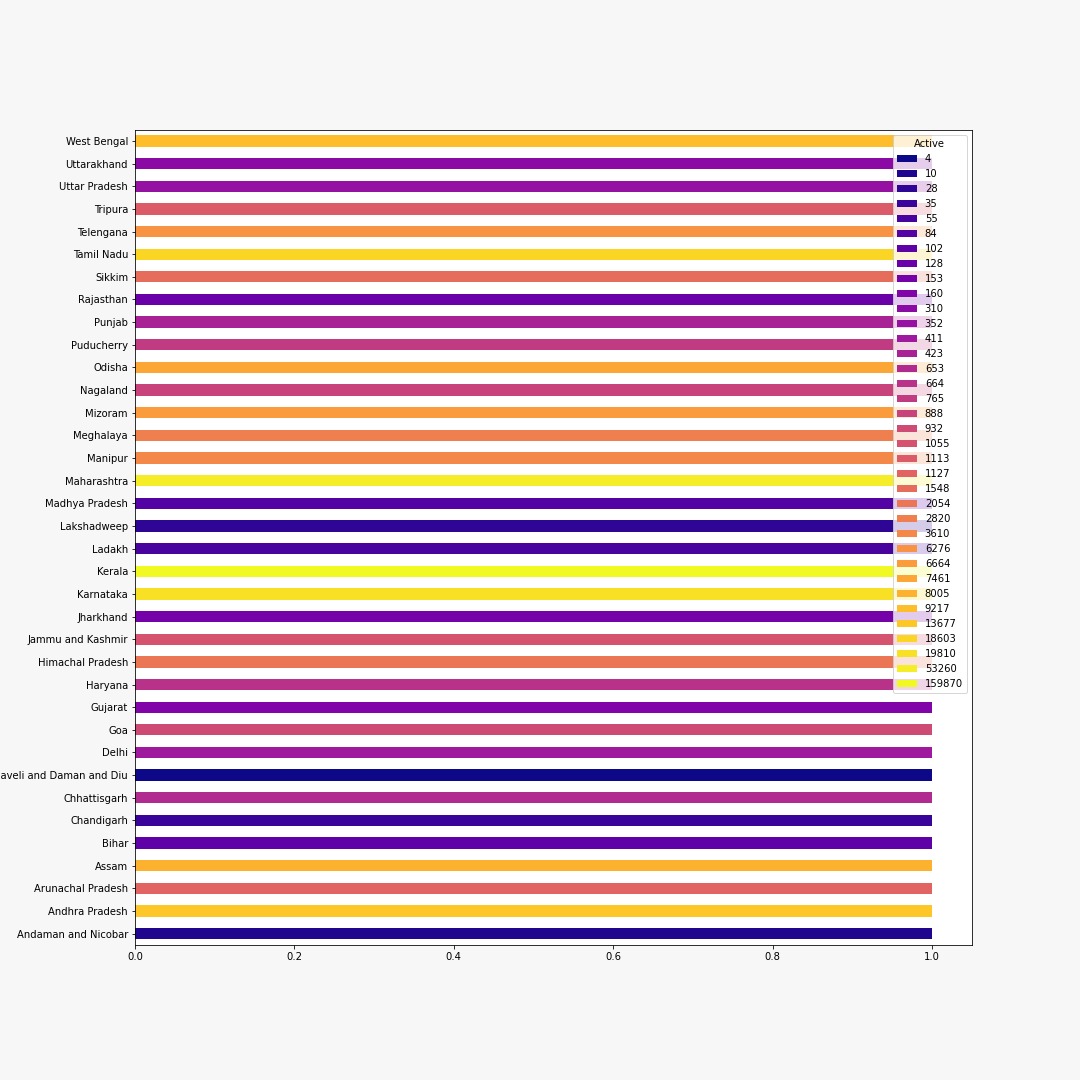 West Bengal
Uttarakhand
Uttar Pradesh
Tripura
Telengana
Tamil Nadu
Sikkim
Rajasthan
Punjab
Puducherry
Odisha
Nagaland
Mizoram
Meghalaya
Manipur
Maharashtra
Madhya Pradesh
Lakshadweep
Ladakh
Kerala
Karnataka
Jharkhand
Jammu and Kashmir
Himachal Pradesh
Haryana
Gujarat
Goa
Delhi
aveli and Daman and Diu
Chhattisgarh
Chandigarh
Bihar
Assam
Arunachal Pradesh
Andhra Pradesh
Andaman and Nicobar
0.0 0.2 0.4 0.6 0.8 1.0
Active
4
10
28
35
55
84
102
128
153
160
310
352
411
423
653
664
765
888
932
1055
1113
1127
1548
2054
2820
3610
6276
6664
7461
8005
9217
13677
18603
19810
53260
159870